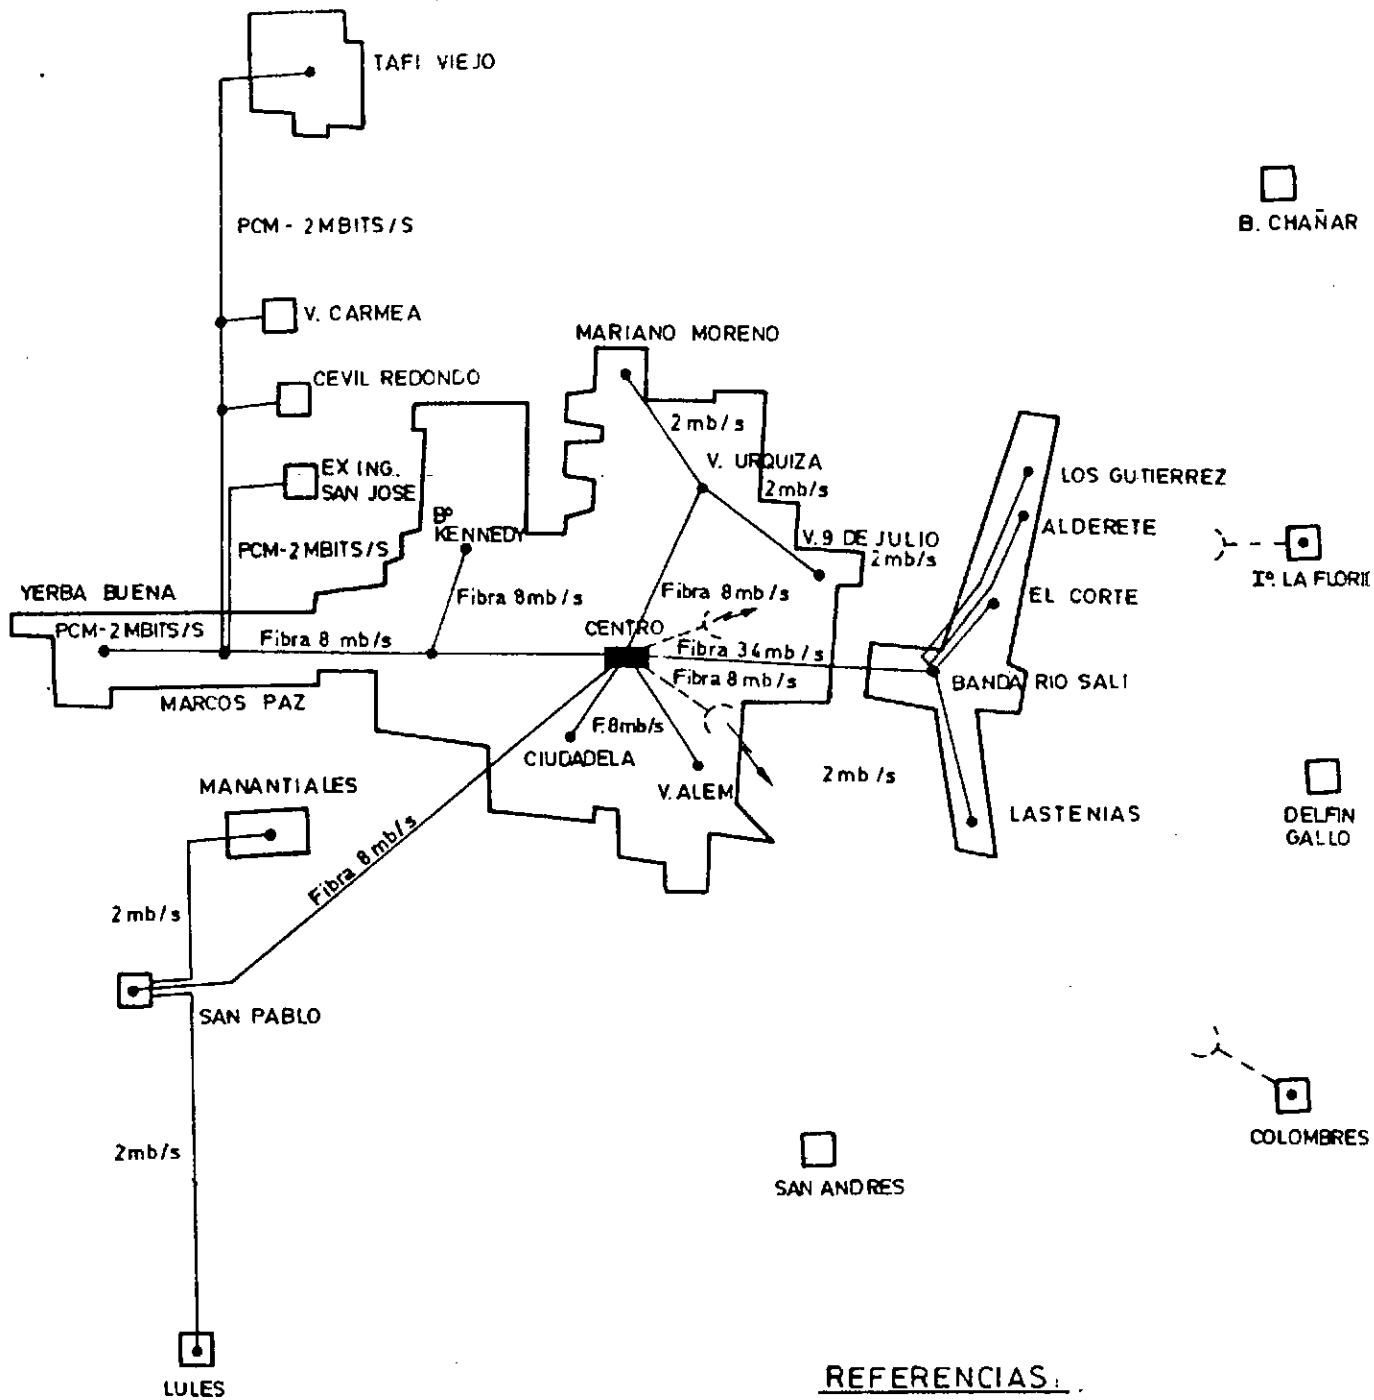 TAFI VIEJO
PCM - 2 MBITS/S
B. CHAÑAR
V. CARMEA
MARIANO MORENO
CEVIL REDONDO
2 mb/s
V. URQUIZA
2 mb/s
EX ING.
SAN JOSE
LOS GUTIERREZ
Bº
KENNEDY
ALDERETE
V. 9 DE JULIO
2 mb/s
PCM-2 MBITS/S
Iº. LA FLORI
YERBA BUENA
Fibra 8 mb/s
Fibra 8 mb/s
EL CORTE
PCM-2 MBITS/S
Fibra 8 mb/s
CENTRO
Fibra 34 mb/s
Fibra 8 mb/s
BANDA RIO SALI
MARCOS PAZ
F. 8 mb/s
CIUDADELA
2 mb/s
V. ALEM
MANANTIALES
LASTENIAS
DELFIN
GALLO
Fibra 8 mb/s
2 mb/s
SAN PABLO
2 mb/s
COLOMBRES
SAN ANDRES
REFERENCIAS:
LULES